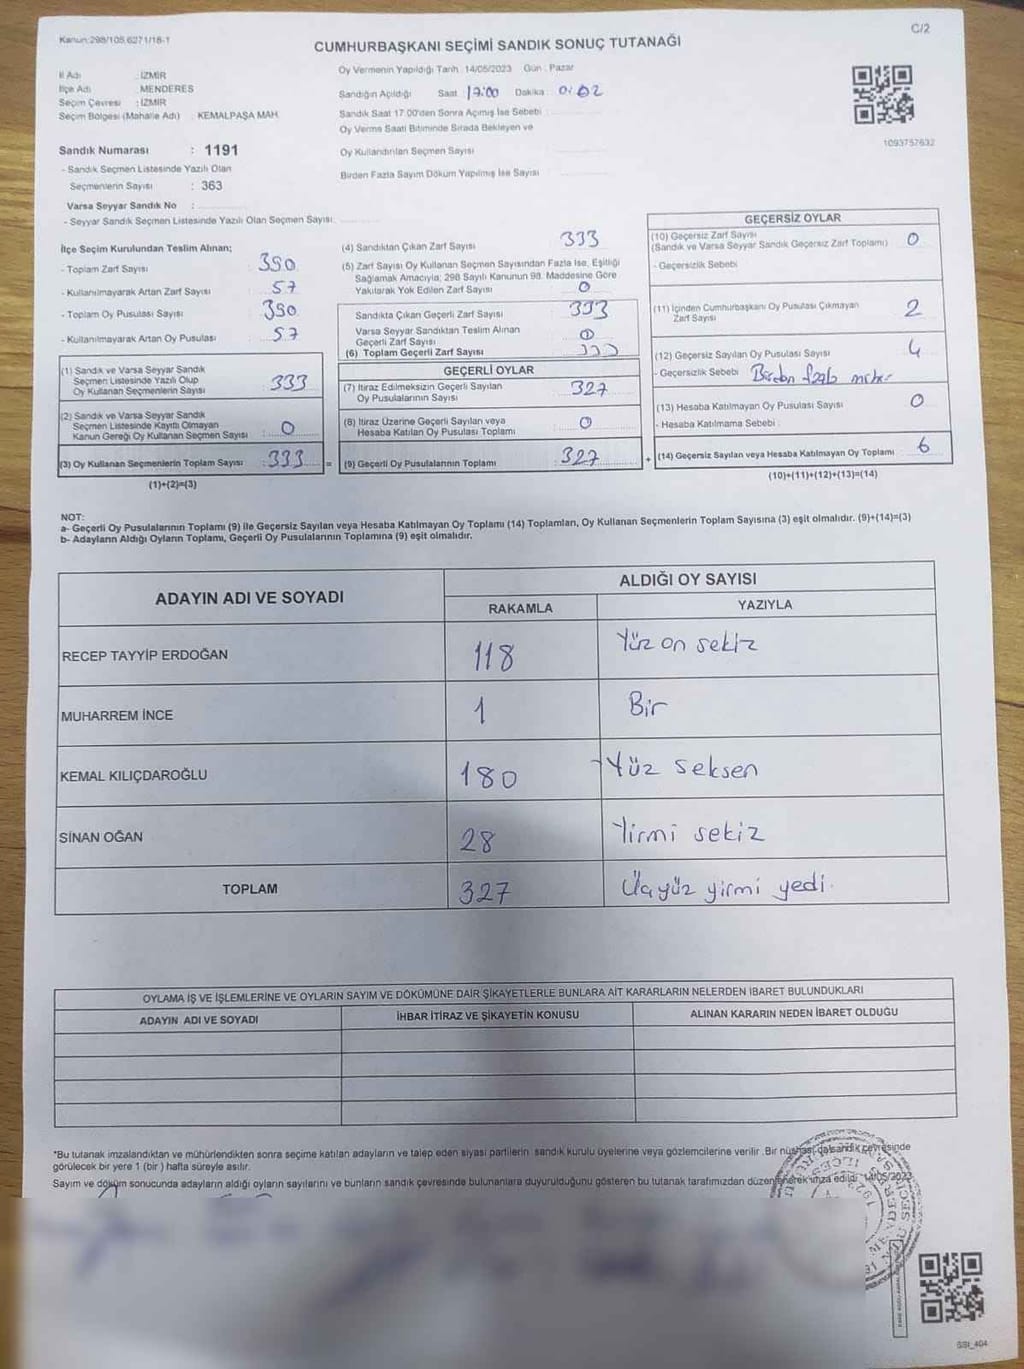 Kanun:298/105,6271/18-1
C/2
CUMHURBAŞKANI SEÇİMİ SANDIK SONUÇ TUTANAĞI
İl Adı : İZMİR
İlçe Adı : MENDERES
Seçim Çevresi : İZMİR
Seçim Bölgesi (Mahalle Adı) : KEMALPAŞA MAH.
Sandık Numarası : 1191
- Sandık Seçmen Listesinde Yazılı Olan
Seçmenlerin Sayısı : 363
Varsa Seyyar Sandık No :
- Seyyar Sandık Seçmen Listesinde Yazılı Olan Seçmen Sayısı:
Oy Vermenin Yapıldığı Tarih : 14/05/2023 Gün : Pazar
Sandığın Açıldığı Saat 17:00 Dakika :
Sandık Saat 17.00'den Sonra Açılmış İse Sebebi :
Oy Verme Saati Bitiminde Sırada Bekleyen ve
Oy Kullandırılan Seçmen Sayısı
Birden Fazla Sayım Döküm Yapılmış İse Sayısı
1093757632
İlçe Seçim Kurulundan Teslim Alınan;
- Toplam Zarf Sayısı : 390
- Kullanılmayarak Artan Zarf Sayısı : 57
- Toplam Oy Pusulası Sayısı : 390
- Kullanılmayarak Artan Oy Pusulası : 57
(1) Sandık ve Varsa Seyyar Sandık
Seçmen Listesinde Yazılı Olup
Oy Kullanan Seçmenlerin Sayısı 333
(2) Sandık ve Varsa Seyyar Sandık
Seçmen Listesinde Kayıtlı Olmayan
Kanun Gereği Oy Kullanan Seçmen Sayısı 0
(3) Oy Kullanan Seçmenlerin Toplam Sayısı 333 =
(1)+(2)=(3)
(4) Sandıktan Çıkan Zarf Sayısı 333
(5) Zarf Sayısı Oy Kullanan Seçmen Sayısından Fazla İse, Eşitliği
Sağlamak Amacıyla; 298 Sayılı Kanunun 98. Maddesine Göre
Yakılarak Yok Edilen Zarf Sayısı 0
Sandıkta Çıkan Geçerli Zarf Sayısı 333
Varsa Seyyar Sandıktan Teslim Alınan
Geçerli Zarf Sayısı
(6) Toplam Geçerli Zarf Sayısı 333
GEÇERLİ OYLAR
(7) İtiraz Edilmeksizin Geçerli Sayılan
Oy Pusulalarının Sayısı 327
(8) İtiraz Üzerine Geçerli Sayılan veya
Hesaba Katılan Oy Pusulası Toplamı 0
(9) Geçerli Oy Pusulalarının Toplamı 327 +
GEÇERSİZ OYLAR
(10) Geçersiz Zarf Sayısı
(Sandık ve Varsa Seyyar Sandık Geçersiz Zarf Toplamı) 0
- Geçersizlik Sebebi
(11) İçinden Cumhurbaşkanı Oy Pusulası Çıkmayan
Zarf Sayısı 2
(12) Geçersiz Sayılan Oy Pusulası Sayısı 4
- Geçersizlik Sebebi Birden fazla mühür
(13) Hesaba Katılmayan Oy Pusulası Sayısı 0
- Hesaba Katılmama Sebebi :
(14) Geçersiz Sayılan veya Hesaba Katılmayan Oy Toplamı 6
(10)+(11)+(12)+(13)=(14)
NOT:
a- Geçerli Oy Pusulalarının Toplamı (9) ile Geçersiz Sayılan veya Hesaba Katılmayan Oy Toplamı (14) Toplamları, Oy Kullanan Seçmenlerin Toplam Sayısına (3) eşit olmalıdır. (9)+(14)=(3)
b- Adayların Aldığı Oyların Toplamı, Geçerli Oy Pusulalarının Toplamına (9) eşit olmalıdır.
ADAYIN ADI VE SOYADI
ALDIĞI OY SAYISI
RAKAMLA YAZIYLA
RECEP TAYYİP ERDOĞAN 118 Yüz on sekiz
MUHARREM İNCE 1 Bir
KEMAL KILIÇDAROĞLU 180 Yüz seksen
SİNAN OĞAN 28 Yirmi sekiz
TOPLAM 327 Üçyüz yirmi yedi.
OYLAMA İŞ VE İŞLEMLERİNE VE OYLARIN SAYIM VE DÖKÜMÜNE DAİR ŞİKAYETLERLE BUNLARA AİT KARARLARIN NELERDEN İBARET BULUNDUKLARI
ADAYIN ADI VE SOYADI İHBAR İTİRAZ VE ŞİKAYETİN KONUSU ALINAN KARARIN NEDEN İBARET OLDUĞU
*Bu tutanak imzalandıktan ve mühürlendikten sonra seçime katılan adayların ve talep eden siyasi partilerin sandık kurulu üyelerine veya gözlemcilerine verilir. Bir nüshası da sandık çevresinde
görülecek bir yere 1 (bir ) hafta süreyle asılır.
Sayım ve döküm sonucunda adayların aldığı oyların sayılarını ve bunların sandık çevresinde bulunanlara duyurulduğunu gösteren bu tutanak tarafımızdan düzenlenerek imza edildi. 14/05/2023